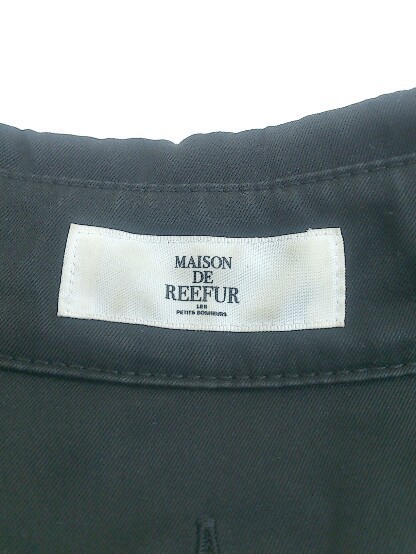 MAISON
DE
REEFUR
LES
PETITS BONHEURS